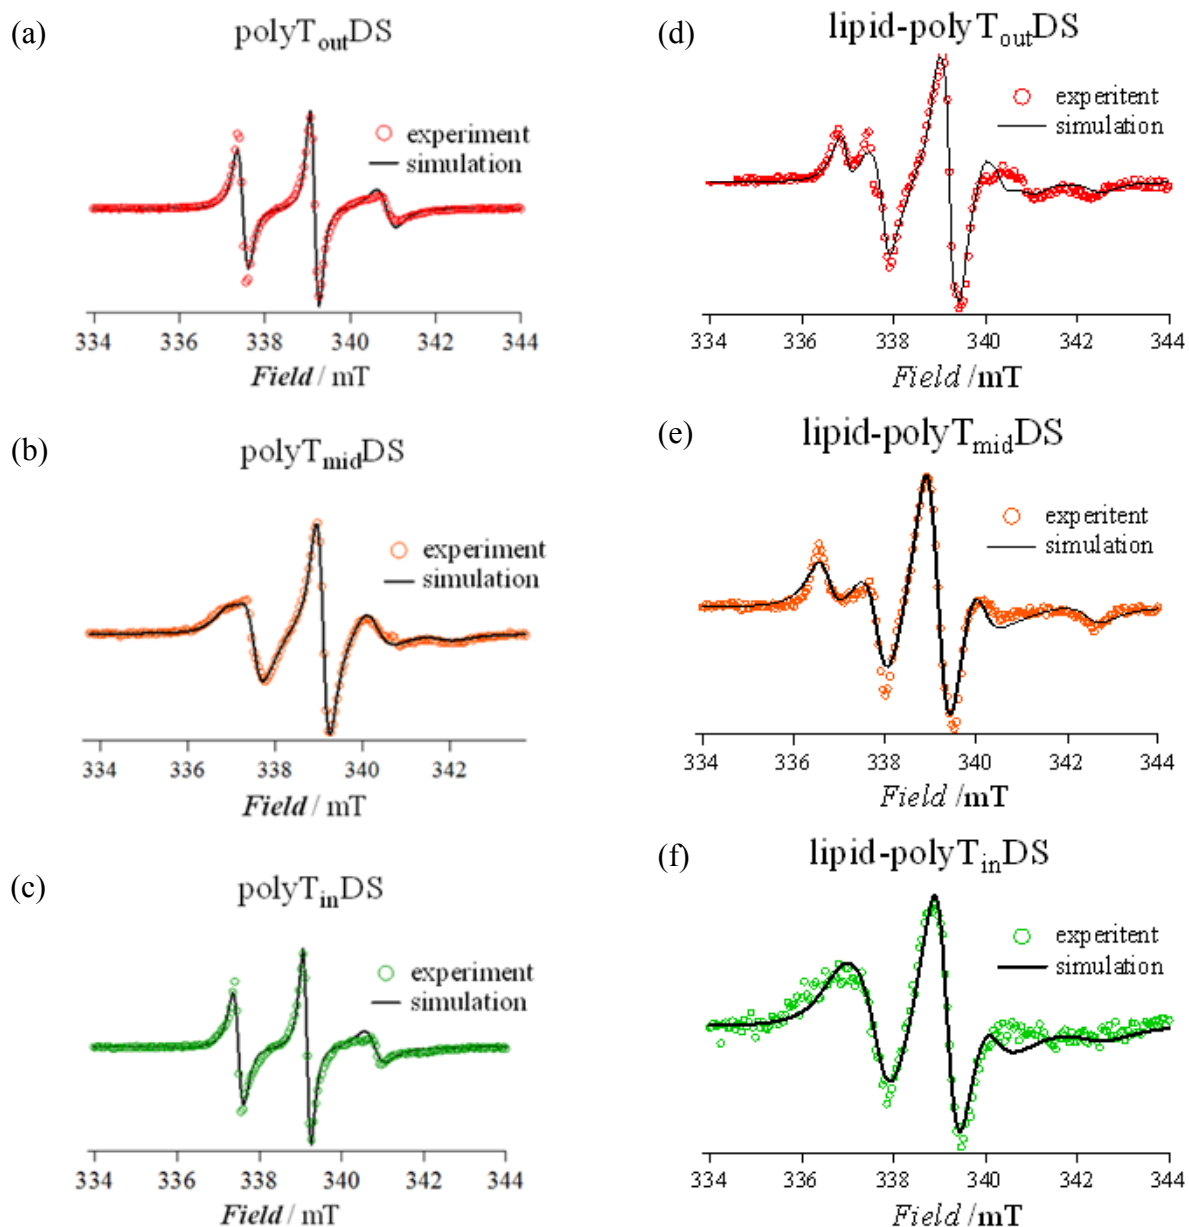 (a)
polyToutDS
experiment
simulation
334 336 338 340 342 344
Field / mT
(b)
polyTmidDS
experiment
simulation
334 336 338 340 342
Field / mT
(c)
polyTinDS
experiment
simulation
334 336 338 340 342 344
Field / mT
(d)
lipid-polyToutDS
experitent
simulation
334 336 338 340 342 344
Field /mT
(e)
lipid-polyTmidDS
experitent
simulation
334 336 338 340 342 344
Field /mT
(f)
lipid-polyTinDS
experitent
simulation
334 336 338 340 342 344
Field /mT